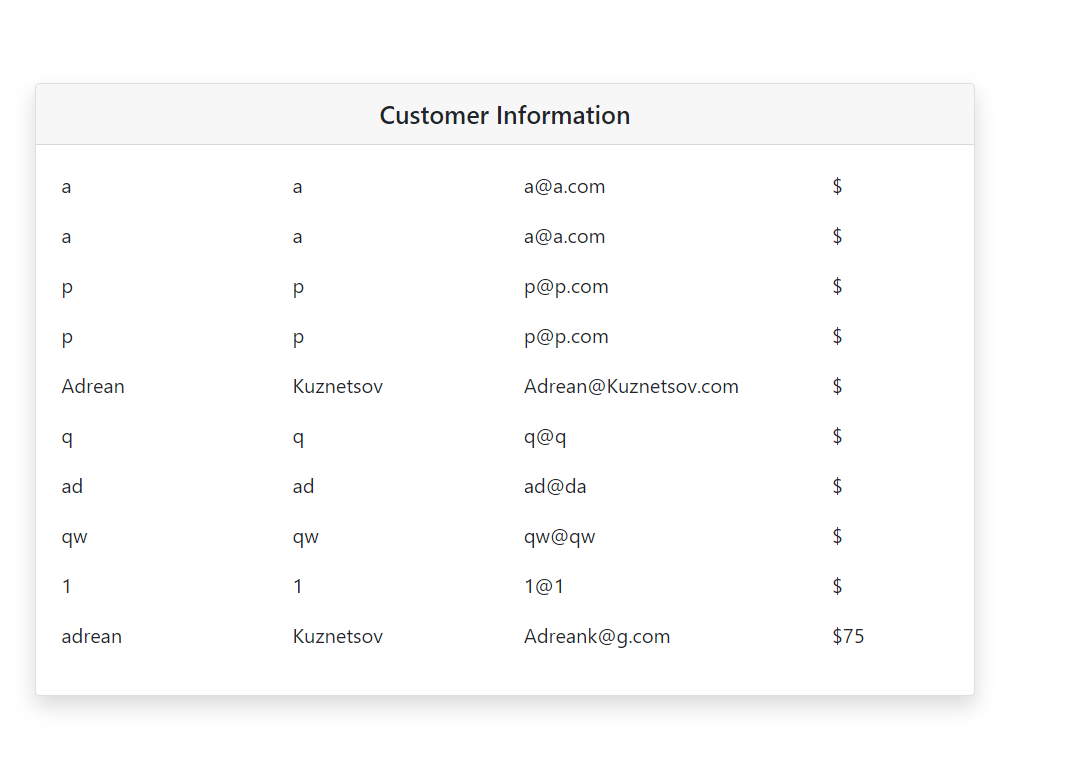 Customer Information
a a a@a.com $
a a a@a.com $
p p p@p.com $
p p p@p.com $
Adrean Kuznetsov Adrean@Kuznetsov.com $
q q q@q $
ad ad ad@da $
qw qw qw@qw $
1 1 1@1 $
adrean Kuznetsov Adreank@g.com $75